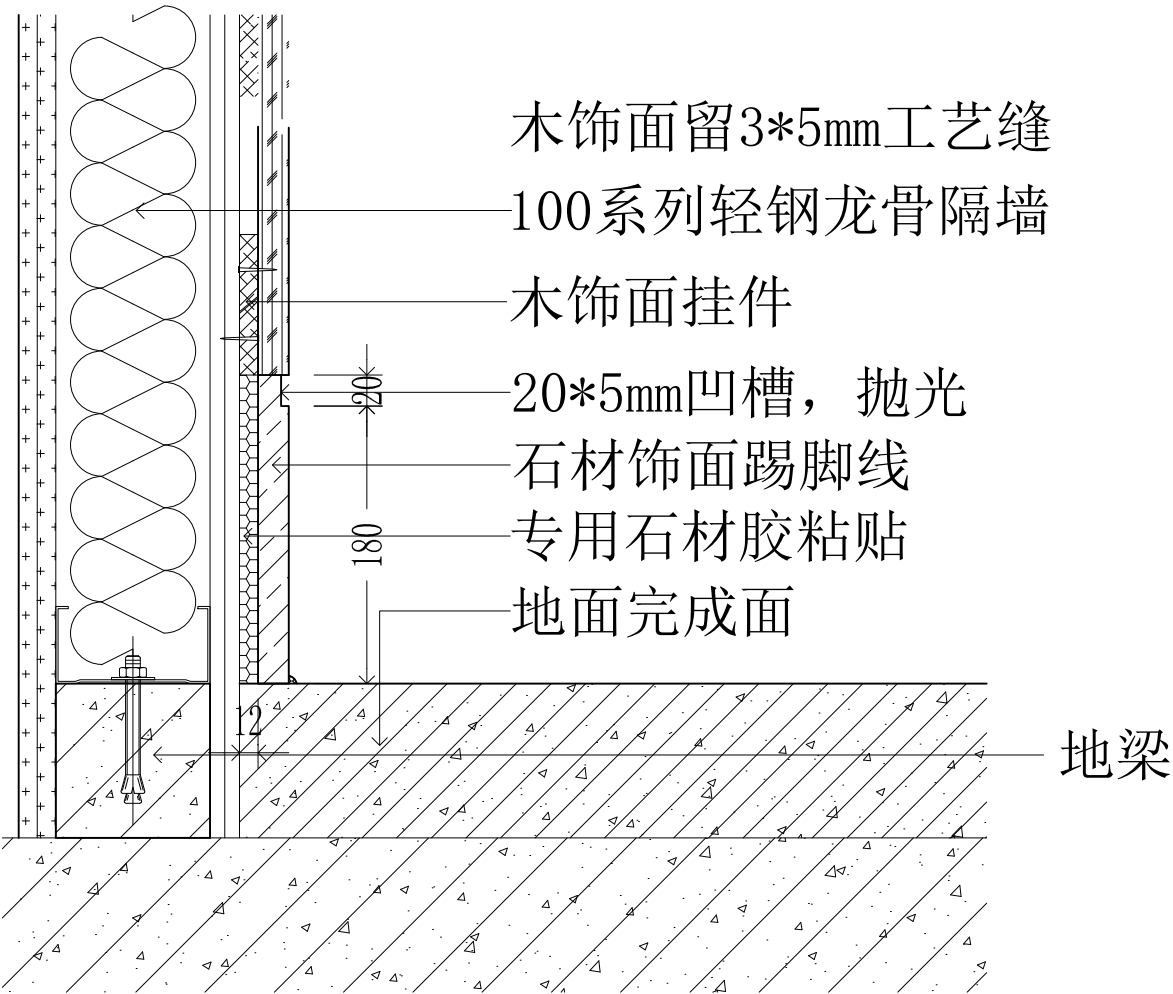 木饰面留3*5mm工艺缝
100系列轻钢龙骨隔墙
木饰面挂件
20
20*5mm凹槽，抛光
石材饰面踢脚线
180
专用石材胶粘贴
地面完成面
12
地梁